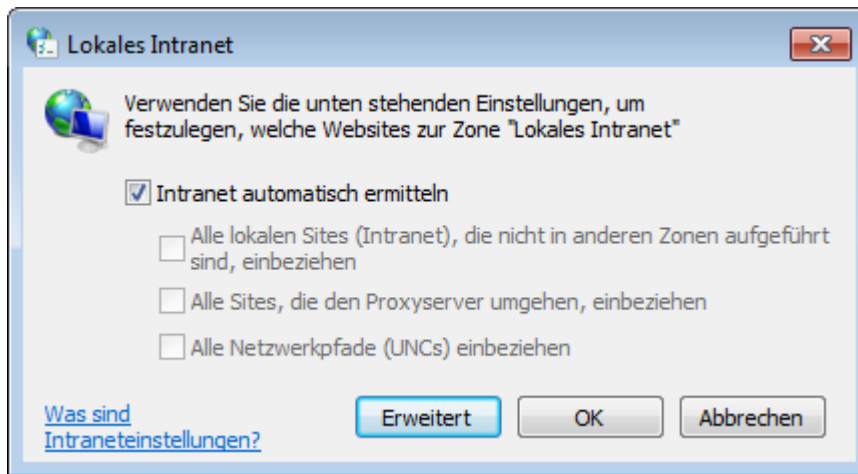 Lokales Intranet
Verwenden Sie die unten stehenden Einstellungen, um
festzulegen, welche Websites zur Zone "Lokales Intranet"
Intranet automatisch ermitteln
Alle lokalen Sites (Intranet), die nicht in anderen Zonen aufgeführt
sind, einbeziehen
Alle Sites, die den Proxyserver umgehen, einbeziehen
Alle Netzwerkpfade (UNCs) einbeziehen
Was sind
Intraneteinstellungen?
Erweitert
OK
Abbrechen